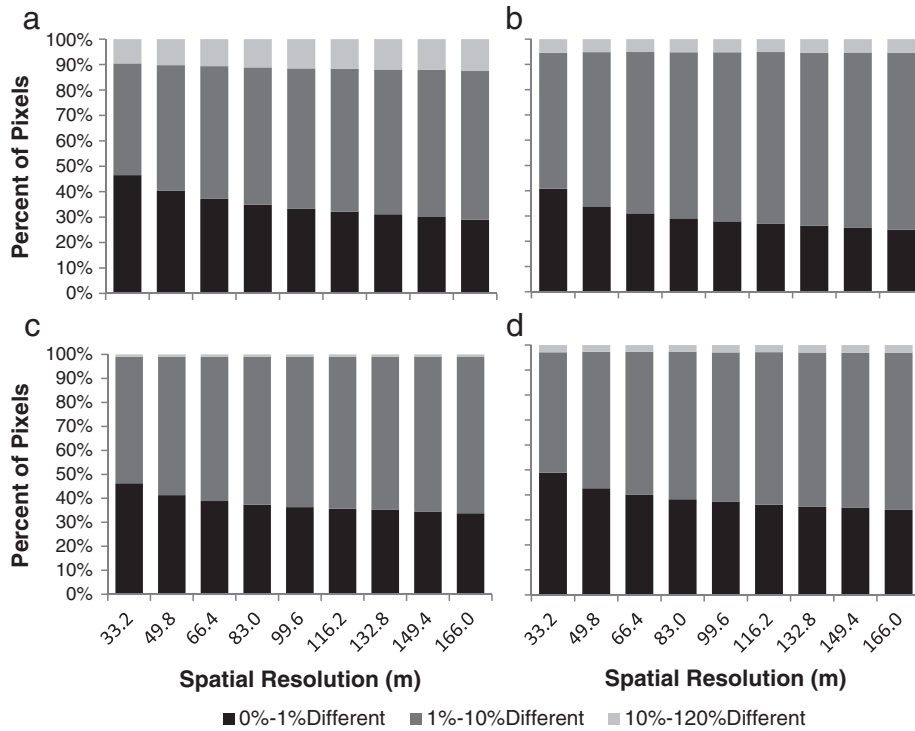 a
b
100%
90%
80%
70%
60%
50%
40%
30%
20%
10%
0%
Percent of Pixels
c
d
100%
90%
80%
70%
60%
50%
40%
30%
20%
10%
0%
Percent of Pixels
33.2 49.8 66.4 83.0 99.6 116.2 132.8 149.4 166.0
33.2 49.8 66.4 83.0 99.6 116.2 132.8 149.4 166.0
Spatial Resolution (m)
Spatial Resolution (m)
0%-1%Different 1%-10%Different 10%-120%Different